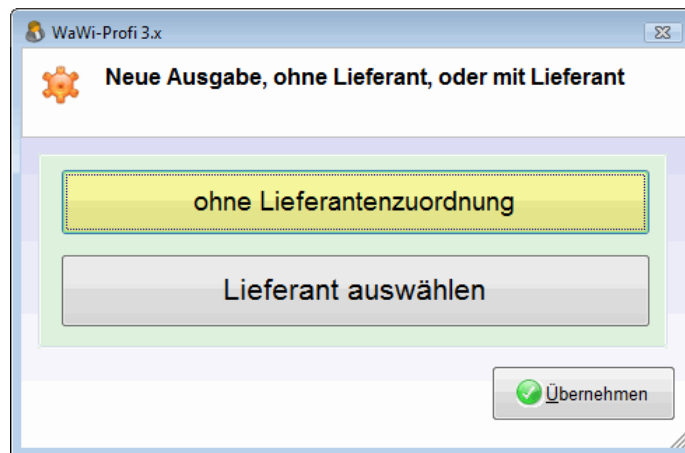 WaWi-Profi 3.x
Neue Ausgabe, ohne Lieferant, oder mit Lieferant
ohne Lieferantenzuordnung
Lieferant auswählen
Übernehmen